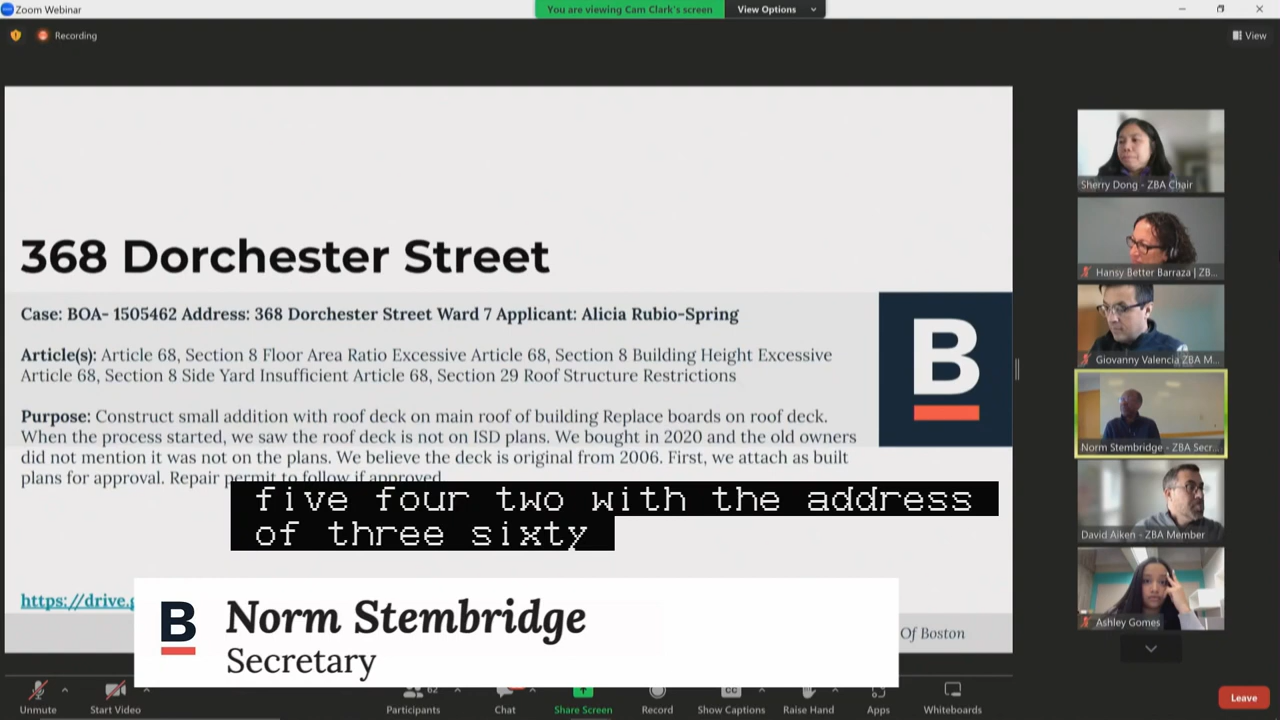 Zoom Webinar
You are viewing Cam Clark's screen
View Options
Recording
View
368 Dorchester Street
Case: BOA- 1505462 Address: 368 Dorchester Street Ward 7 Applicant: Alicia Rubio-Spring
Article(s): Article 68, Section 8 Floor Area Ratio Excessive Article 68, Section 8 Building Height Excessive
Article 68, Section 8 Side Yard Insufficient Article 68, Section 29 Roof Structure Restrictions
Purpose: Construct small addition with roof deck on main roof of building Replace boards on roof deck.
When the process started, we saw the roof deck is not on ISD plans. We bought in 2020 and the old owners
did not mention it was not on the plans. We believe the deck is original from 2006. First, we attach as built
plans for approval. Repair permit to follow if approved
B
five four two with the address
of three sixty
https://drive.g
B
Norm Stembridge
Secretary
Of Boston
Sherry Dong - ZBA Chair
Hansy Better Barraza | ZB...
Giovanny Valencia ZBA M...
Norm Stembridge - ZBA Secr...
David Aiken - ZBA Member
Ashley Gomes
Unmute
Start Video
62
Participants
Chat
Share Screen
Record
CC
Show Captions
Raise Hand
Apps
Whiteboards
Leave